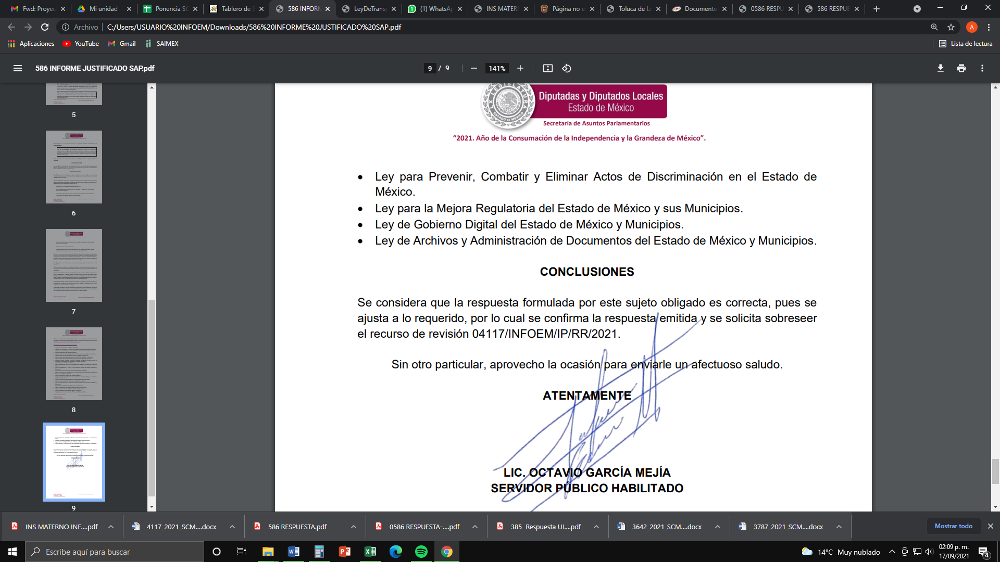 Fwd: Proyec
Mi unidad -
Ponencia SC
Tablero de S
586 INFORM
LeyDeTrans
(1) WhatsAp
INS MATERN
Página no e
Toluca de Le
Documento
0586 RESPU
586 RESPUE
Archivo
C:/Users/USUARIO%20INFOEM/Downloads/586%20INFORME%20JUSTIFICADO%20SAP.pdf
A
Aplicaciones
YouTube
Gmail
SAIMEX
Lista de lectura
586 INFORME JUSTIFICADO SAP.pdf
9 / 9
141%
5
6
7
8
9
LX LEGISLATURA
ESTADO DE MÉXICO
Diputadas y Diputados Locales
Estado de México
Secretaría de Asuntos Parlamentarios
“2021. Año de la Consumación de la Independencia y la Grandeza de México”.
• Ley para Prevenir, Combatir y Eliminar Actos de Discriminación en el Estado de
México.
• Ley para la Mejora Regulatoria del Estado de México y sus Municipios.
• Ley de Gobierno Digital del Estado de México y Municipios.
• Ley de Archivos y Administración de Documentos del Estado de México y Municipios.
CONCLUSIONES
Se considera que la respuesta formulada por este sujeto obligado es correcta, pues se
ajusta a lo requerido, por lo cual se confirma la respuesta emitida y se solicita sobreseer
el recurso de revisión 04117/INFOEM/IP/RR/2021.
Sin otro particular, aprovecho la ocasión para enviarle un afectuoso saludo.
ATENTAMENTE
LIC. OCTAVIO GARCÍA MEJÍA
SERVIDOR PÚBLICO HABILITADO
INS MATERNO INF....pdf
4117_2021_SCM....docx
586 RESPUESTA.pdf
0586 RESPUESTA-....pdf
385 Respuesta UI....pdf
3642_2021_SCM....docx
3787_2021_SCM....docx
Mostrar todo
Escribe aquí para buscar
14°C Muy nublado
02:09 p. m.
17/09/2021
4